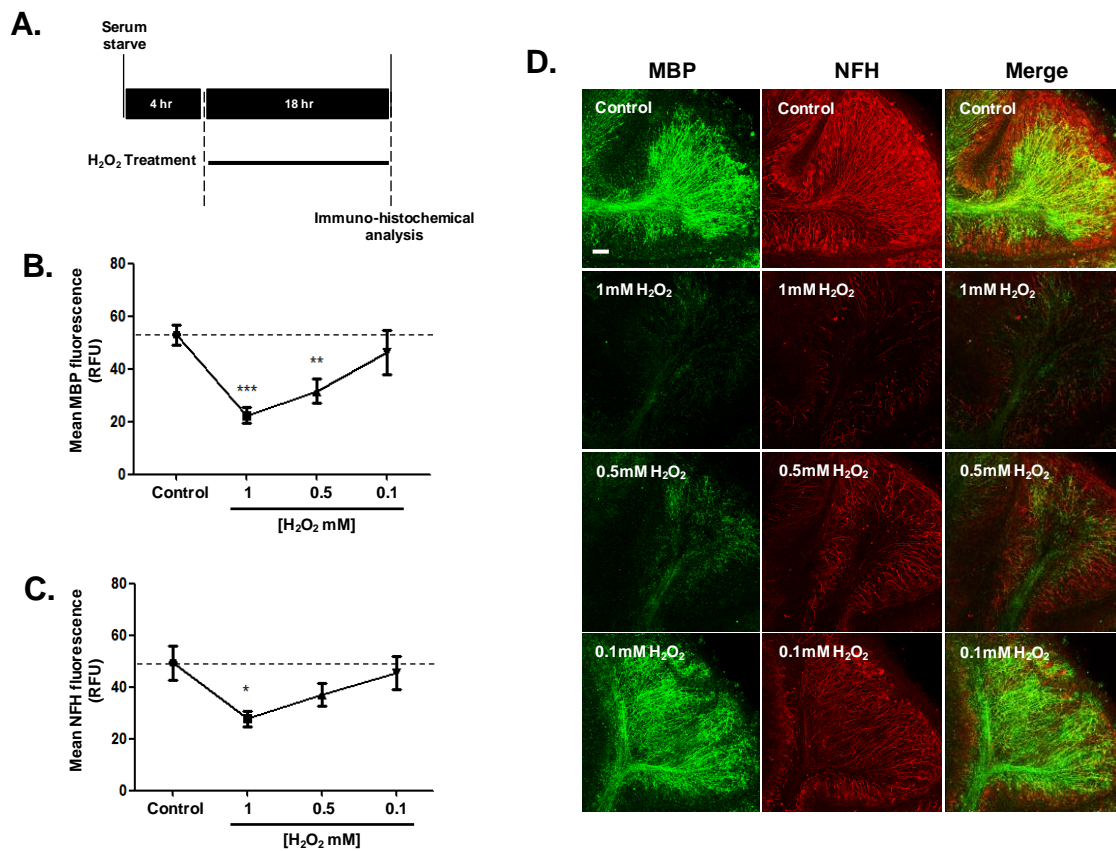 A.
Serum
starve
4 hr
18 hr
H₂O₂ Treatment
Immuno-histochemical
analysis
B.
Mean MBP fluorescence
(RFU)
80
60
40
20
0
***
**
Control
1
0.5
0.1
[H₂O₂ mM]
C.
Mean NFH fluorescence
(RFU)
80
60
40
20
0
*
Control
1
0.5
0.1
[H₂O₂ mM]
D.
MBP
NFH
Merge
Control
Control
Control
1mM H₂O₂
1mM H₂O₂
1mM H₂O₂
0.5mM H₂O₂
0.5mM H₂O₂
0.5mM H₂O₂
0.1mM H₂O₂
0.1mM H₂O₂
0.1mM H₂O₂